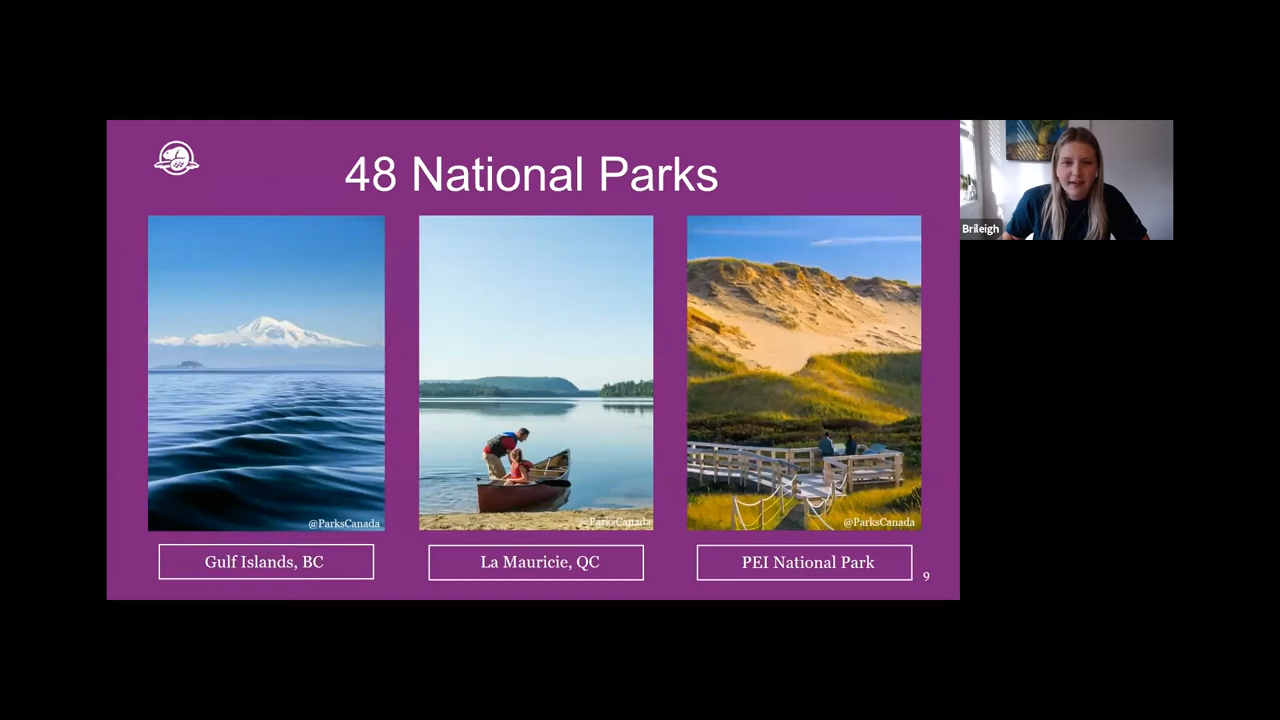 48 National Parks
Brileigh
@ParksCanada
@ParksCanada
@ParksCanada
Gulf Islands, BC
La Mauricie, QC
PEI National Park
9